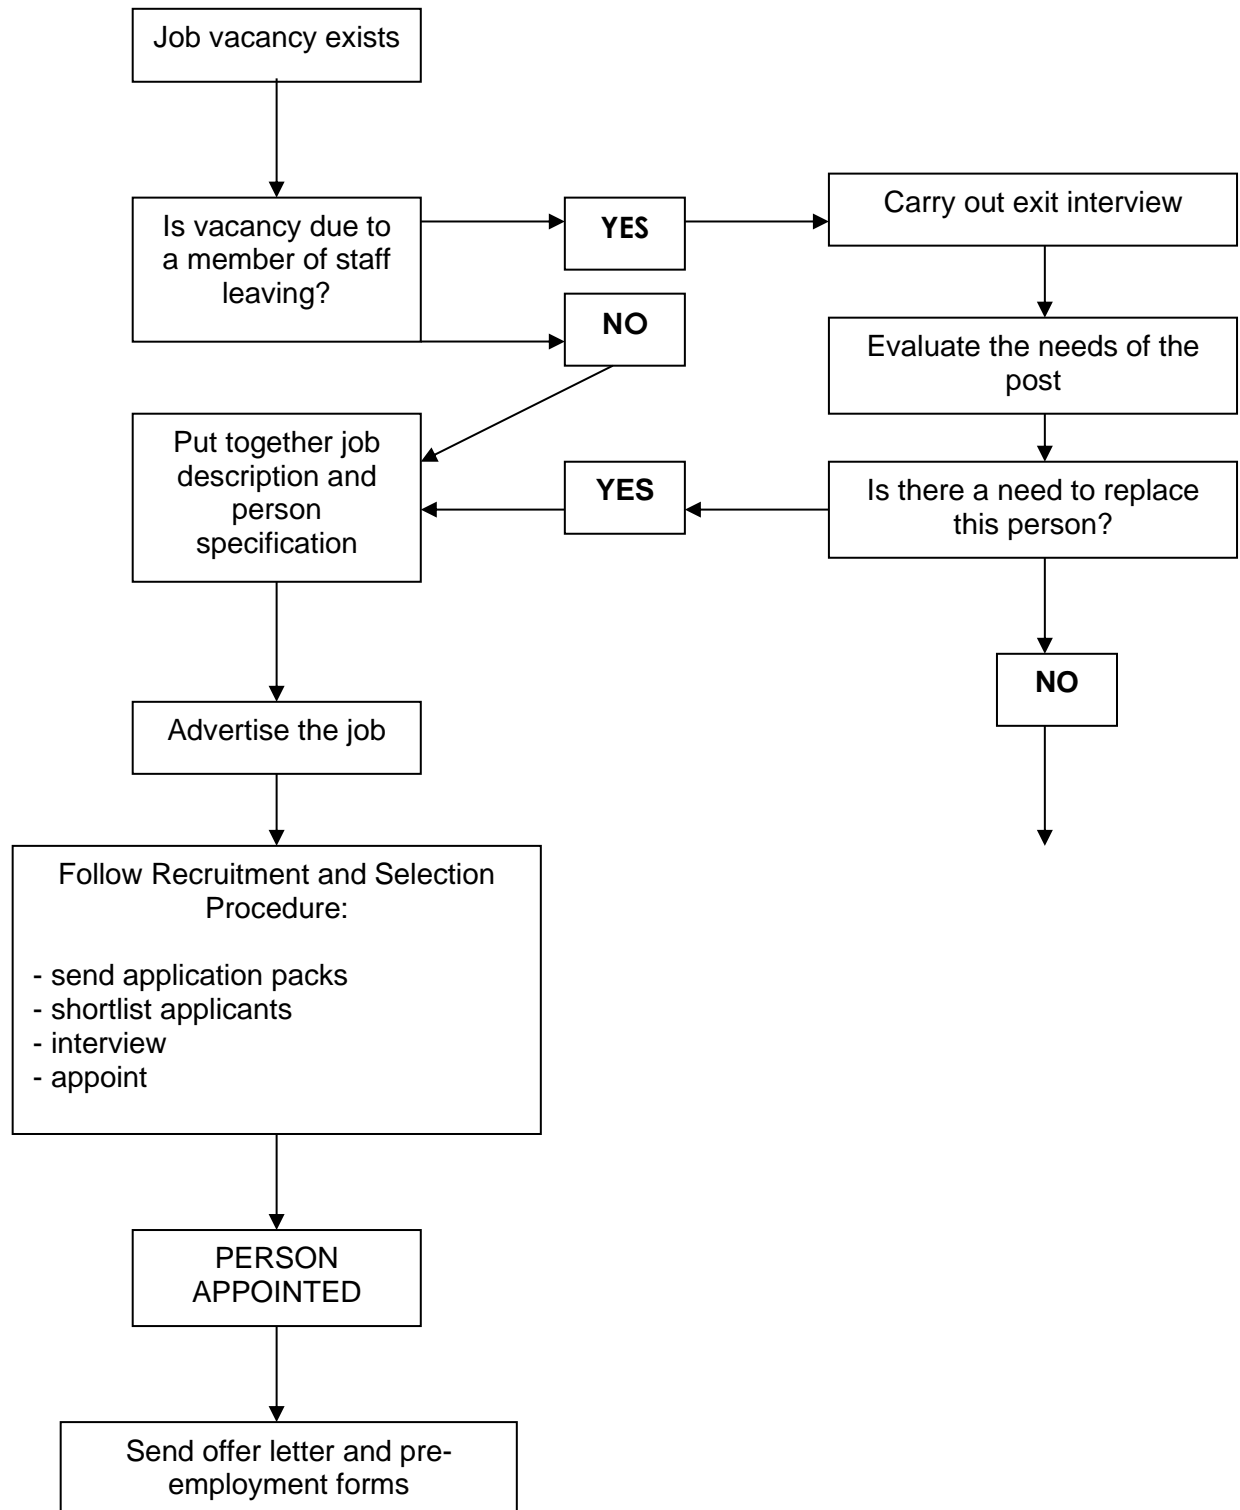 Job vacancy exists
Is vacancy due to
a member of staff
leaving?
YES
Carry out exit interview
NO
Evaluate the needs of the
post
Put together job
description and
person
specification
YES
Is there a need to replace
this person?
NO
Advertise the job
Follow Recruitment and Selection
Procedure:
- send application packs
- shortlist applicants
- interview
- appoint
PERSON
APPOINTED
Send offer letter and pre-
employment forms